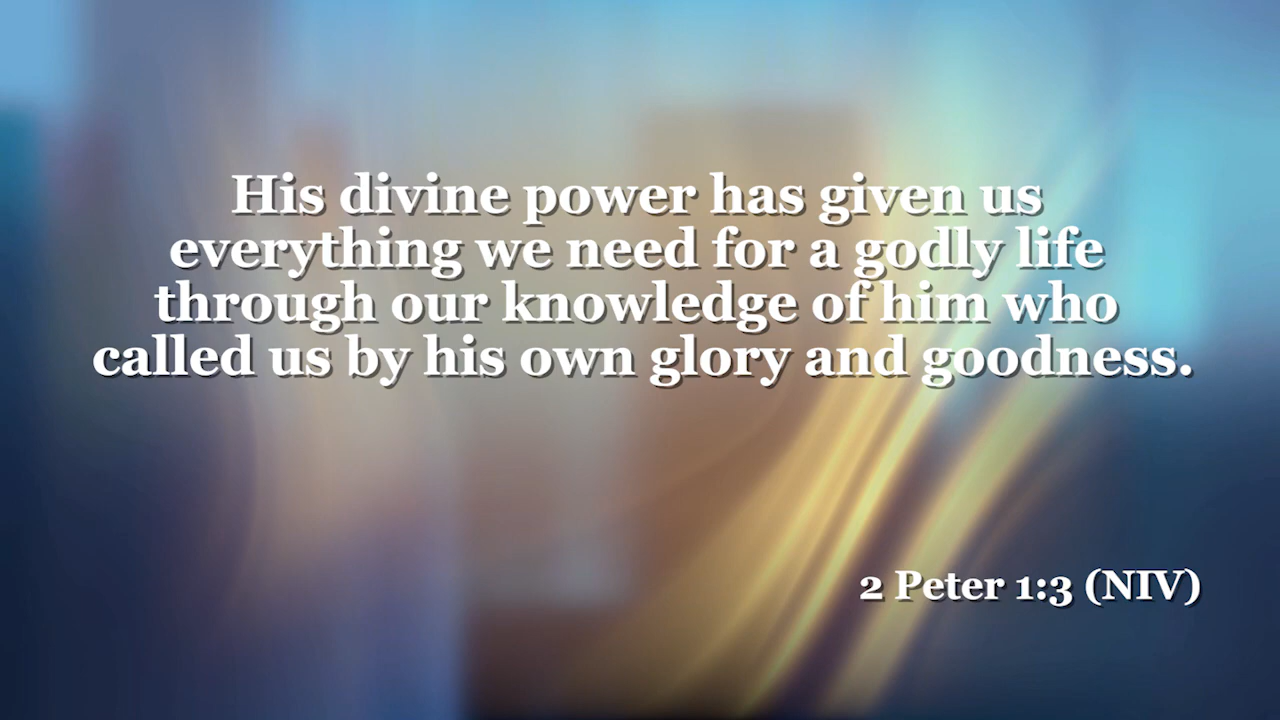 His divine power has given us
everything we need for a godly life
through our knowledge of him who
called us by his own glory and goodness.
2 Peter 1:3 (NIV)